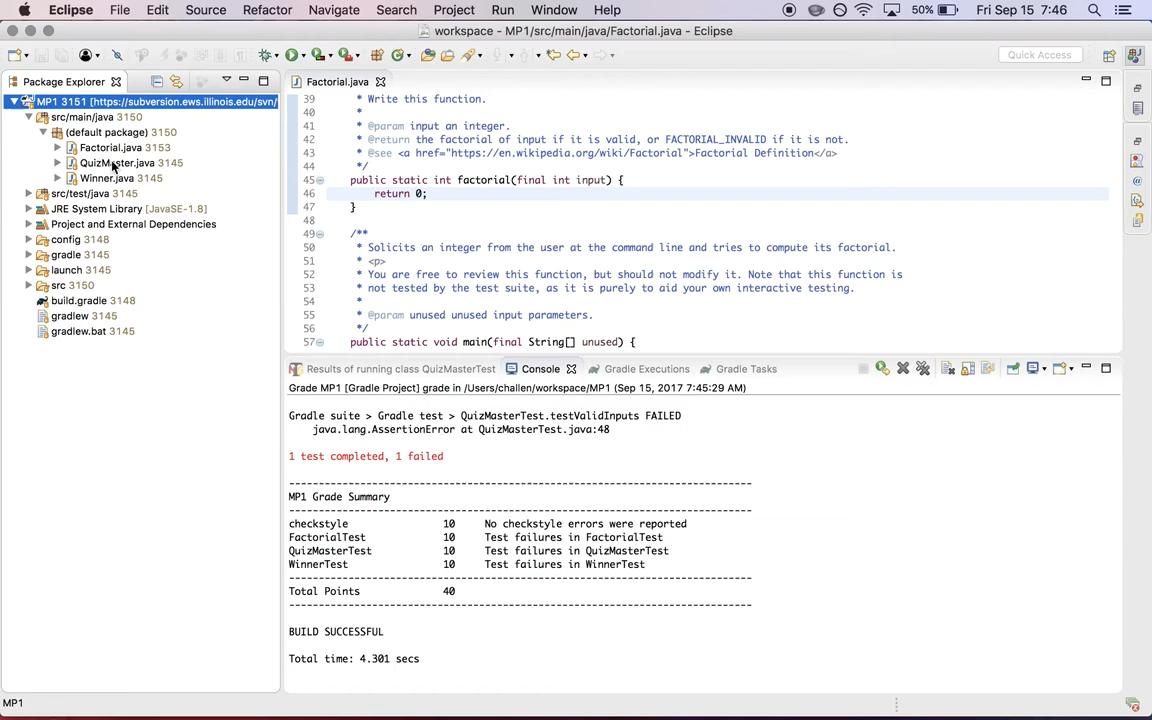 Eclipse File Edit Source Refactor Navigate Search Project Run Window Help 50% Fri Sep 15 7:46
workspace - MP1/src/main/java/Factorial.java - Eclipse
Quick Access
Package Explorer
MP1 3151 [https://subversion.ews.illinois.edu/svn/
src/main/java 3150
(default package) 3150
Factorial.java 3153
QuizMaster.java 3145
Winner.java 3145
src/test/java 3145
JRE System Library [JavaSE-1.8]
Project and External Dependencies
config 3148
gradle 3145
launch 3145
src 3150
build.gradle 3148
gradlew 3145
gradlew.bat 3145
Factorial.java
39 * Write this function.
40 *
41 * @param input an integer.
42 * @return the factorial of input if it is valid, or FACTORIAL_INVALID if it is not.
43 * @see <a href="https://en.wikipedia.org/wiki/Factorial">Factorial Definition</a>
44 */
45 public static int factorial(final int input) {
46 return 0;
47 }
48
49 /**
50 * Solicits an integer from the user at the command line and tries to compute its factorial.
51 * <p>
52 * You are free to review this function, but should not modify it. Note that this function is
53 * not tested by the test suite, as it is purely to aid your own interactive testing.
54 *
55 * @param unused unused input parameters.
56 */
57 public static void main(final String[] unused) {
Results of running class QuizMasterTest Console Gradle Executions Gradle Tasks
Grade MP1 [Gradle Project] grade in /Users/challen/workspace/MP1 (Sep 15, 2017 7:45:29 AM)
Gradle suite > Gradle test > QuizMasterTest.testValidInputs FAILED
java.lang.AssertionError at QuizMasterTest.java:48
1 test completed, 1 failed
--------------------------------------------------------------------------------
MP1 Grade Summary
--------------------------------------------------------------------------------
checkstyle 10 No checkstyle errors were reported
FactorialTest 10 Test failures in FactorialTest
QuizMasterTest 10 Test failures in QuizMasterTest
WinnerTest 10 Test failures in WinnerTest
--------------------------------------------------------------------------------
Total Points 40
--------------------------------------------------------------------------------
BUILD SUCCESSFUL
Total time: 4.301 secs
MP1